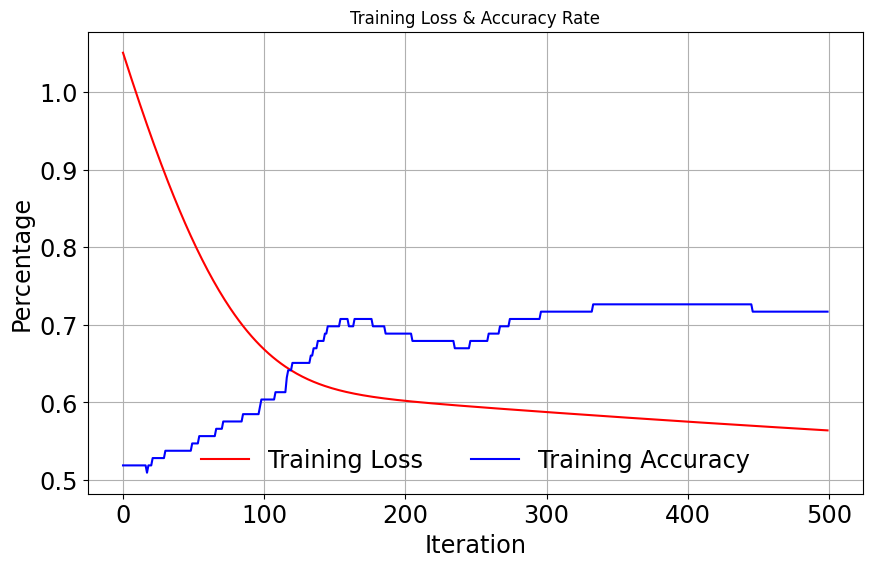 Training Loss & Accuracy Rate
Percentage
1.0
0.9
0.8
0.7
0.6
0.5
Training Loss
Training Accuracy
0
100
200
300
400
500
Iteration